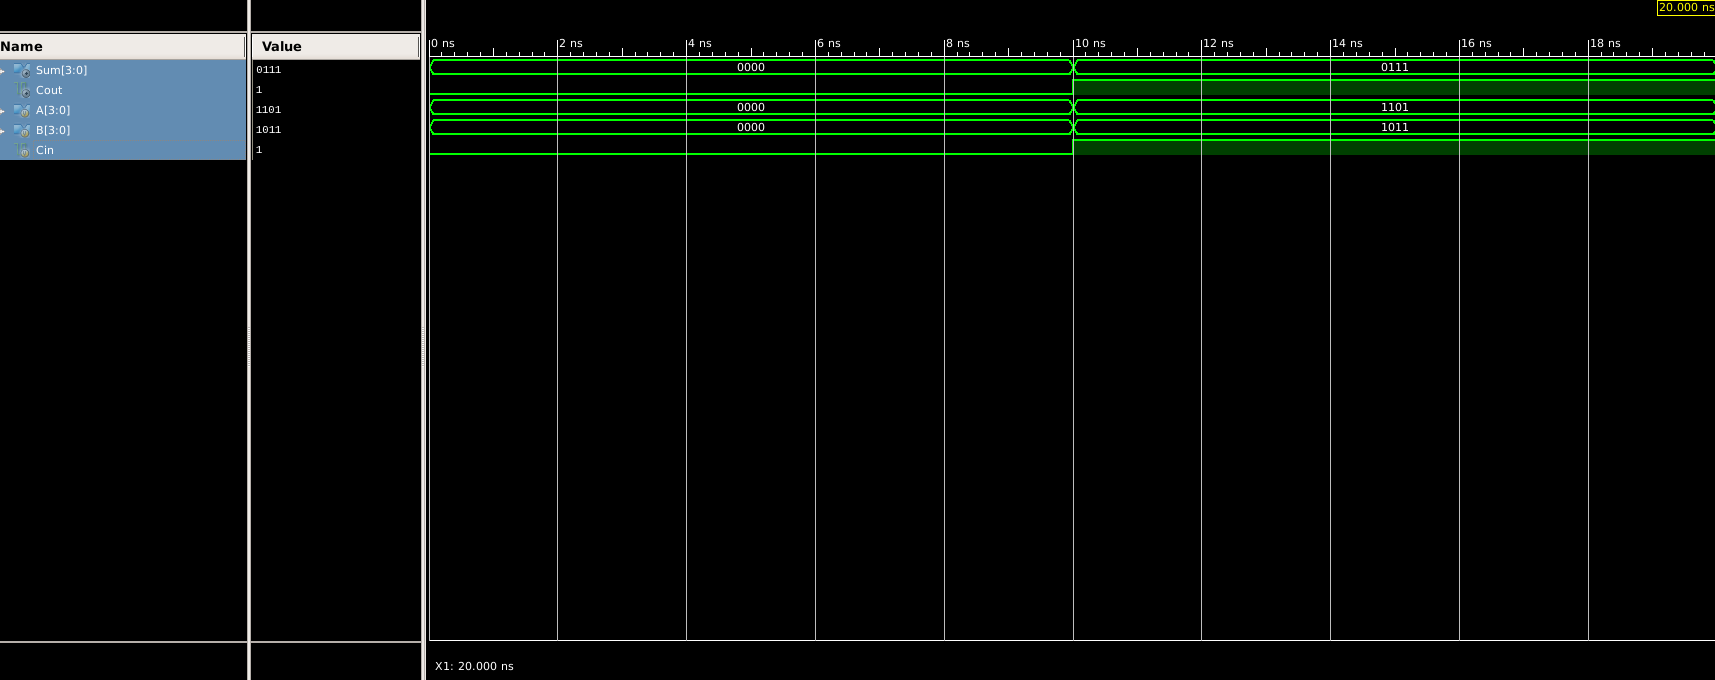 20.000 ns
Name Value 0 ns 2 ns 4 ns 6 ns 8 ns 10 ns 12 ns 14 ns 16 ns 18 ns
Sum[3:0] 0111 0000 0111
Cout 1
A[3:0] 1101 0000 1101
B[3:0] 1011 0000 1011
Cin 1
X1: 20.000 ns